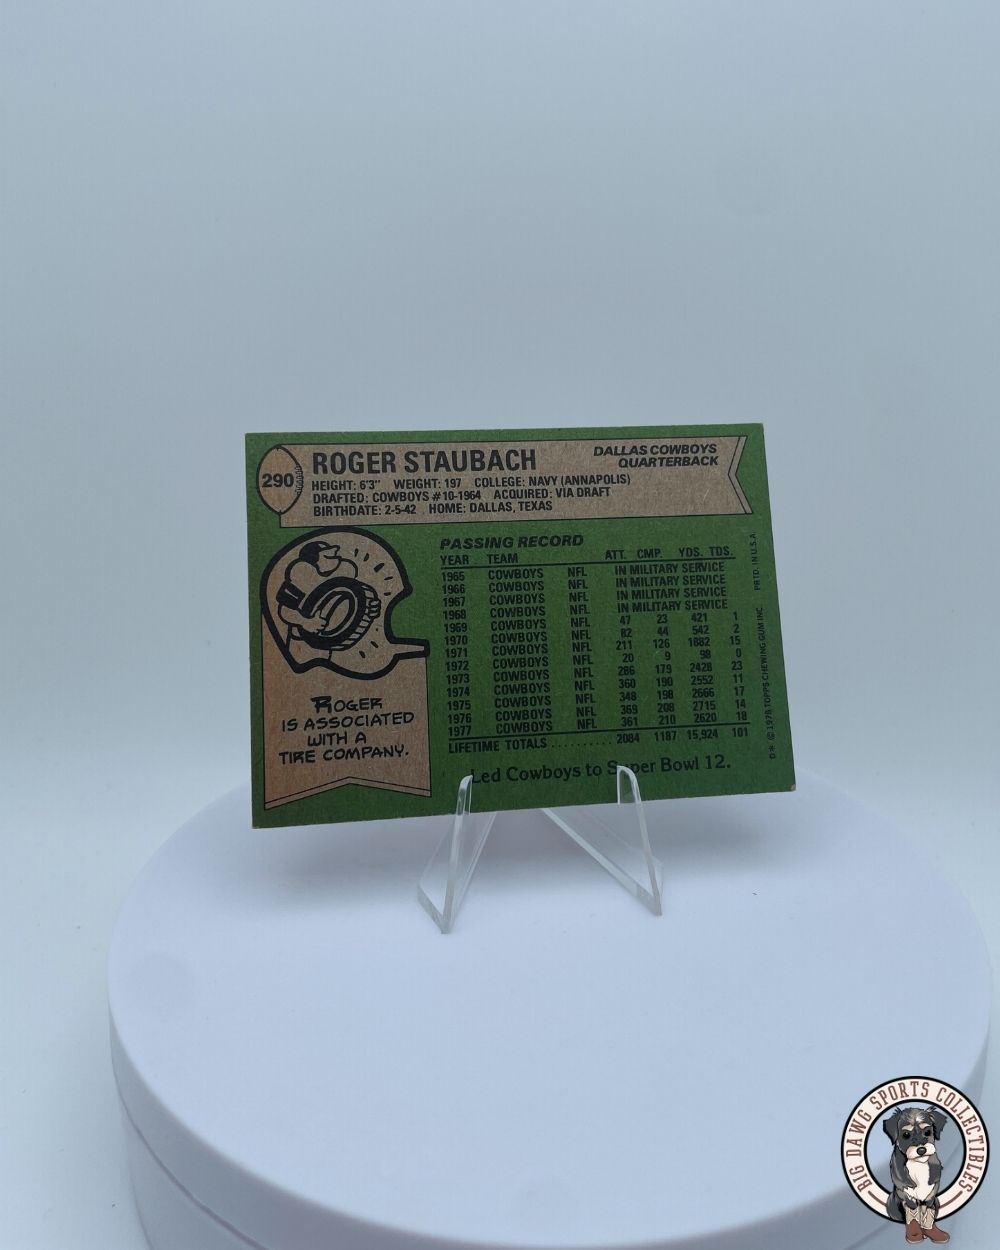 290
ROGER STAUBACH
DALLAS COWBOYS
QUARTERBACK
HEIGHT: 6'3" WEIGHT: 197 COLLEGE: NAVY (ANNAPOLIS)
DRAFTED: COWBOYS #10-1964 ACQUIRED: VIA DRAFT
BIRTHDATE: 2-5-42 HOME: DALLAS, TEXAS
ROGER
IS ASSOCIATED
WITH A
TIRE COMPANY.
PASSING RECORD
YEAR TEAM ATT. CMP. YDS. TDS.
1965 COWBOYS NFL IN MILITARY SERVICE
1966 COWBOYS NFL IN MILITARY SERVICE
1967 COWBOYS NFL IN MILITARY SERVICE
1968 COWBOYS NFL IN MILITARY SERVICE
1969 COWBOYS NFL 47 23 421 1
1970 COWBOYS NFL 82 44 542 2
1971 COWBOYS NFL 211 126 1882 15
1972 COWBOYS NFL 20 9 98 0
1973 COWBOYS NFL 286 179 2428 23
1974 COWBOYS NFL 360 190 2552 11
1975 COWBOYS NFL 348 198 2666 17
1976 COWBOYS NFL 369 208 2715 14
1977 COWBOYS NFL 361 210 2620 18
LIFETIME TOTALS .......... 2084 1187 15,924 101
Led Cowboys to Super Bowl 12.
D* © 1978 TOPPS CHEWING GUM INC. PRTD. IN U.S.A.
BIG DAWG SPORTS COLLECTIBLES